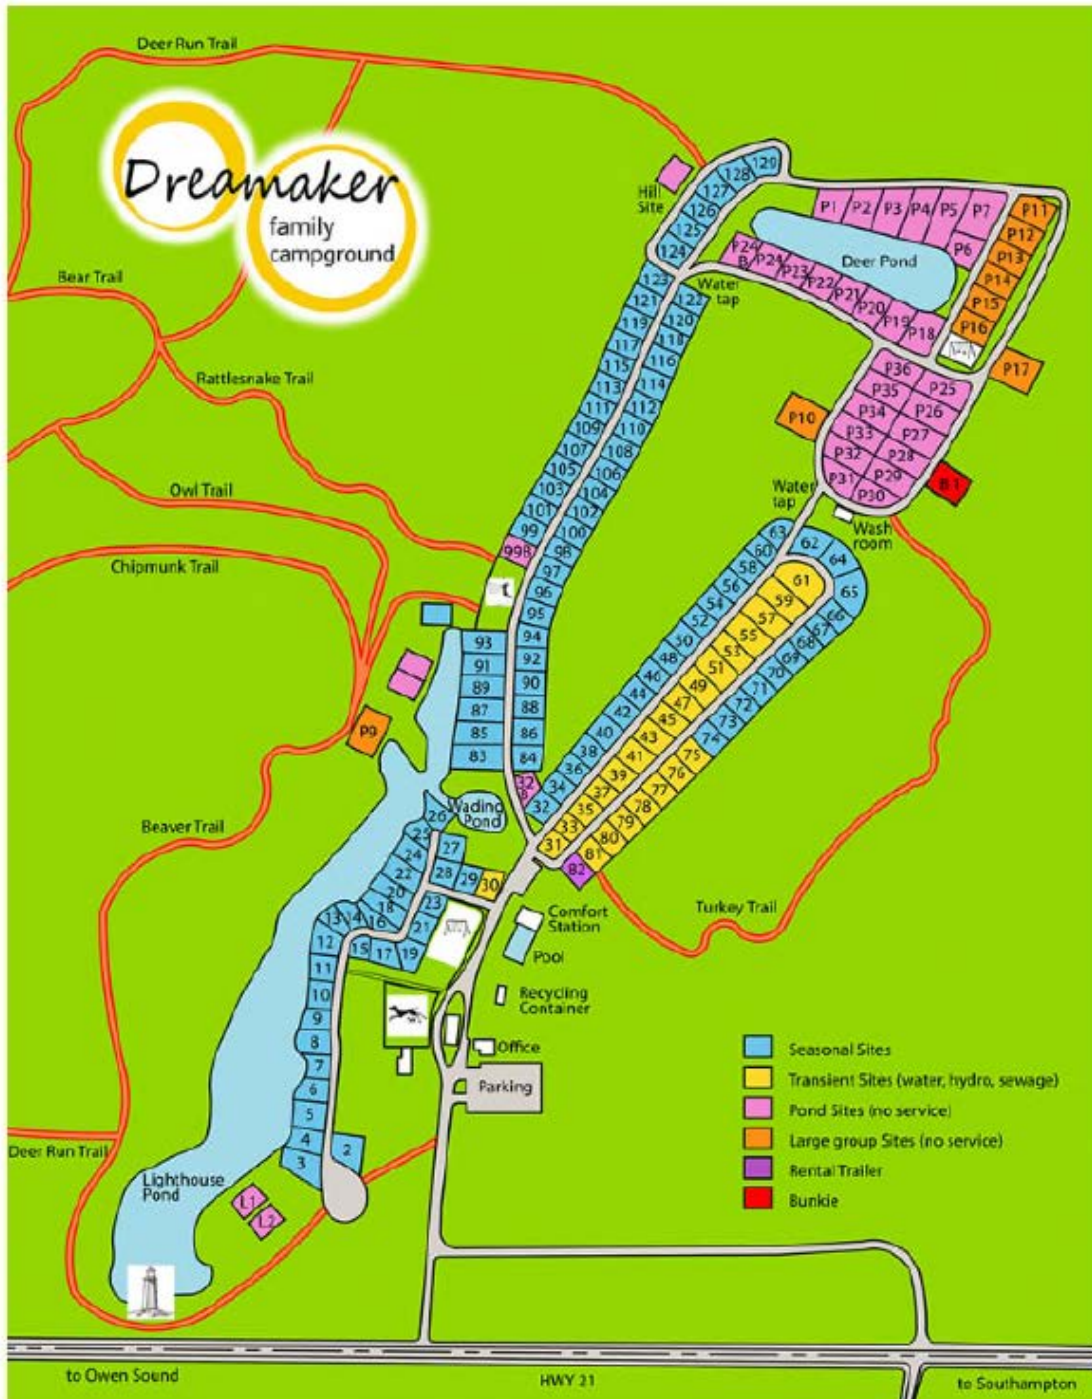 Deer Run Trail
Dreamaker
family
campground
Hill
Site
129
128
127
126
125
124
123
121
119
117
115
113
111
109
107
105
103
101
99
99B
122
120
118
116
114
112
110
108
106
104
102
100
98
97
96
95
94
92
90
88
86
84
93
91
89
87
85
83
32
B
P1
P2
P3
P4
P5
P7
P6
P11
P12
P13
P14
P15
P16
P17
Deer Pond
P24
B
P24
P23
P22
P21
P20
P19
P18
Water
tap
P36
P35
P34
P33
P32
P31
P25
P26
P27
P28
P29
P30
P10
Water
tap
Wash
room
Bear Trail
Rattlesnake Trail
Owl Trail
Chipmunk Trail
P9
Beaver Trail
Wading
Pond
63
60
58
56
54
52
50
48
46
44
42
40
38
36
34
32
62
64
65
66
67
68
69
70
71
72
73
74
75
76
77
78
79
80
81
82
61
59
57
55
53
51
49
47
45
43
41
39
37
35
33
31
Turkey Trail
26
25
24
22
20
18
16
14
13
12
11
10
9
8
7
6
5
4
3
2
27
28
29
30
23
21
19
17
15
Comfort
Station
Pool
Recycling
Container
Office
Parking
Seasonal Sites
Transient Sites (water, hydro, sewage)
Pond Sites (no service)
Large group Sites (no service)
Rental Trailer
Bunkie
Deer Run Trail
Lighthouse
Pond
L1
L2
to Owen Sound
HWY 21
to Southampton